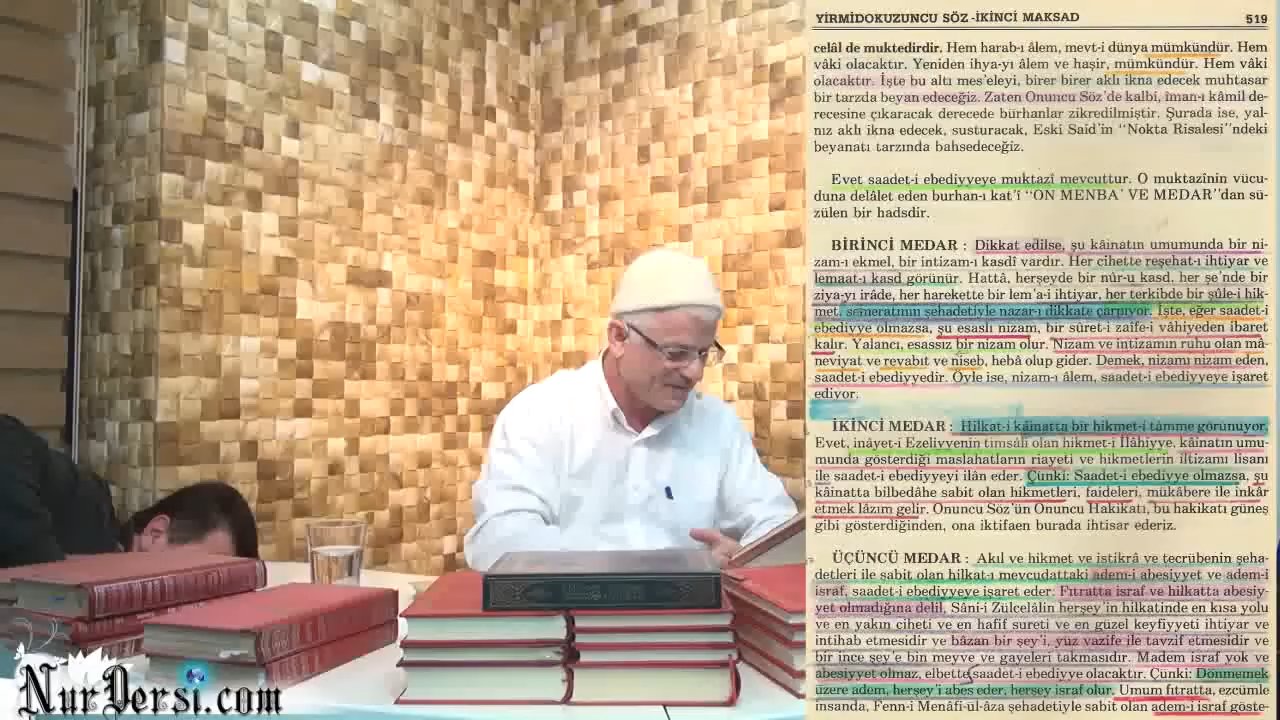 YİRMİDOKUZUNCU SÖZ -İKİNCİ MAKSAD 519
celâl de muktedirdir. Hem harab-ı âlem, mevt-i dünya mümkündür. Hem
vâki olacaktır. Yeniden ihya-yı âlem ve haşir, mümkündür. Hem vâki
olacaktır. İşte bu altı mes'eleyi, birer birer aklı ikna edecek muhtasar
bir tarzda beyan edeceğiz. Zaten Onuncu Söz'de kalbi, iman-ı kâmil de-
recesine çıkaracak derecede bürhanlar zikredilmiştir. Şurada ise, yal-
nız aklı ikna edecek, susturacak, Eski Said'in "Nokta Risalesi"ndeki
beyanatı tarzında bahsedeceğiz.
Evet saadet-i ebediyyeye muktazî mevcuttur. O muktazînin vücu-
duna delâlet eden burhan-ı kat'î "ON MENBA' VE MEDAR"dan sü-
zülen bir hadsdir.
BİRİNCİ MEDAR : Dikkat edilse, şu kâinatın umumunda bir ni-
zam-ı ekmel, bir intizam-ı kasdî vardır. Her cihette reşehat-ı ihtiyar ve
lemaat-ı kasd görünür. Hattâ, herşeyde bir nûr-u kasd, her şe'nde bir
ziya-yı irâde, her harekette bir lem'a-i ihtiyar, her terkibde bir şûle-i hik-
met, semeratının şehadetiyle nazar-ı dikkate çarpıyor. İşte, eğer saadet-i
ebediyye olmazsa, şu esaslı nizam, bir sûret-i zaife-i vâhiyeden ibaret
kalır. Yalancı, esassız bir nizam olur. Nizam ve intizamın rûhu olan mâ-
neviyat ve revabıt ve niseb, hebâ olup gider. Demek, nizamı nizam eden,
saadet-i ebediyyedir. Öyle ise, nizam-ı âlem, saadet-i ebediyyeye işaret
ediyor.
İKİNCİ MEDAR : Hilkat-i kâinatta bir hikmet-i tâmme görünüyor.
Evet, inâyet-i Ezeliyyenin timsâli olan hikmet-i İlâhiyye, kâinatın umu-
munda gösterdiği maslahatların riayeti ve hikmetlerin iltizamı lisanı
ile saadet-i ebediyyeyi ilân eder. Çünki: Saadet-i ebediyye olmazsa, şu
kâinatta bilbedâhe sabit olan hikmetleri, faideleri, mükâbere ile inkâr
etmek lâzım gelir. Onuncu Söz'ün Onuncu Hakikatı, bu hakikatı güneş
gibi gösterdiğinden, ona iktifaen burada ihtisar ederiz.
ÜÇÜNCÜ MEDAR : Akıl ve hikmet ve istikrâ ve tecrübenin şeha-
detleri ile sabit olan hilkat-ı mevcudattaki adem-i abesiyyet ve adem-i
israf, saadet-i ebediyyeye işaret eder. Fıtratta israf ve hilkatta abesiy-
yet olmadığına delil, Sâni-i Zülcelâlin herşey'in hilkatinde en kısa yolu
ve en yakın ciheti ve en hafif sureti ve en güzel keyfiyyeti ihtiyar ve
intihab etmesidir ve bâzan bir şey'i, yüz vazife ile tavzif etmesidir ve
bir ince şey'e bin meyve ve gayeleri takmasıdır. Madem israf yok ve
abesiyyet olmaz, elbette saadet-i ebediyye olacaktır. Çünki: Dönmemek
üzere adem, herşey'i abes eder, herşey israf olur. Umum fıtratta, ezcümle
insanda, Fenn-i Menâfi-ul-âza şehadetiyle sabit olan adem-i israf göste-
NurDersi.com